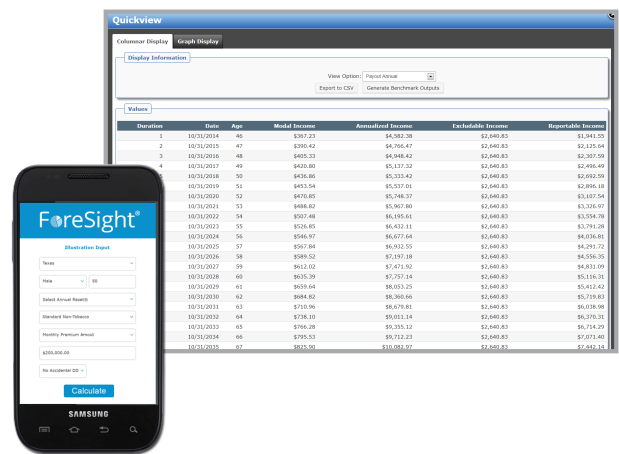 Quickview
Columnar Display Graph Display
Display Information
View Option: Payout Annual
Export to CSV Generate Benchmark Outputs
Values
Duration Date Age Modal Income Annualized Income Excludable Income Reportable Income
1 10/31/2014 46 $367.23 $4,582.38 $2,640.83 $1,941.55
2 10/31/2015 47 $390.42 $4,766.47 $2,640.83 $2,125.64
3 10/31/2016 48 $405.33 $4,948.42 $2,640.83 $2,307.59
4 10/31/2017 49 $420.80 $5,137.32 $2,640.83 $2,496.49
10/31/2018 50 $436.86 $5,333.42 $2,640.83 $2,692.59
10/31/2019 51 $453.54 $5,537.01 $2,640.83 $2,896.18
10/31/2020 52 $470.85 $5,748.37 $2,640.83 $3,107.54
10/31/2021 53 $488.82 $5,967.80 $2,640.83 $3,326.97
10/31/2022 54 $507.48 $6,195.61 $2,640.83 $3,554.78
10/31/2023 55 $526.85 $6,432.11 $2,640.83 $3,791.28
10/31/2024 56 $546.97 $6,677.64 $2,640.83 $4,036.81
10/31/2025 57 $567.84 $6,932.55 $2,640.83 $4,291.72
10/31/2026 58 $589.52 $7,197.18 $2,640.83 $4,556.35
10/31/2027 59 $612.02 $7,471.92 $2,640.83 $4,831.09
10/31/2028 60 $635.39 $7,757.14 $2,640.83 $5,116.31
10/31/2029 61 $659.64 $8,053.25 $2,640.83 $5,412.42
10/31/2030 62 $684.82 $8,360.66 $2,640.83 $5,719.83
10/31/2031 63 $710.96 $8,679.81 $2,640.83 $6,038.98
10/31/2032 64 $738.10 $9,011.14 $2,640.83 $6,370.31
10/31/2033 65 $766.28 $9,355.12 $2,640.83 $6,714.29
10/31/2034 66 $795.53 $9,712.23 $2,640.83 $7,071.40
10/31/2035 67 $825.90 $10,082.97 $2,640.83 $7,442.14
ForeSight®
Illustration Input
Texas
Male 50
Select Annual Reset(I)
Standard Non-Tobacco
Monthly Premium Amout
$200,000.00
No Accidental DD
Calculate
SAMSUNG